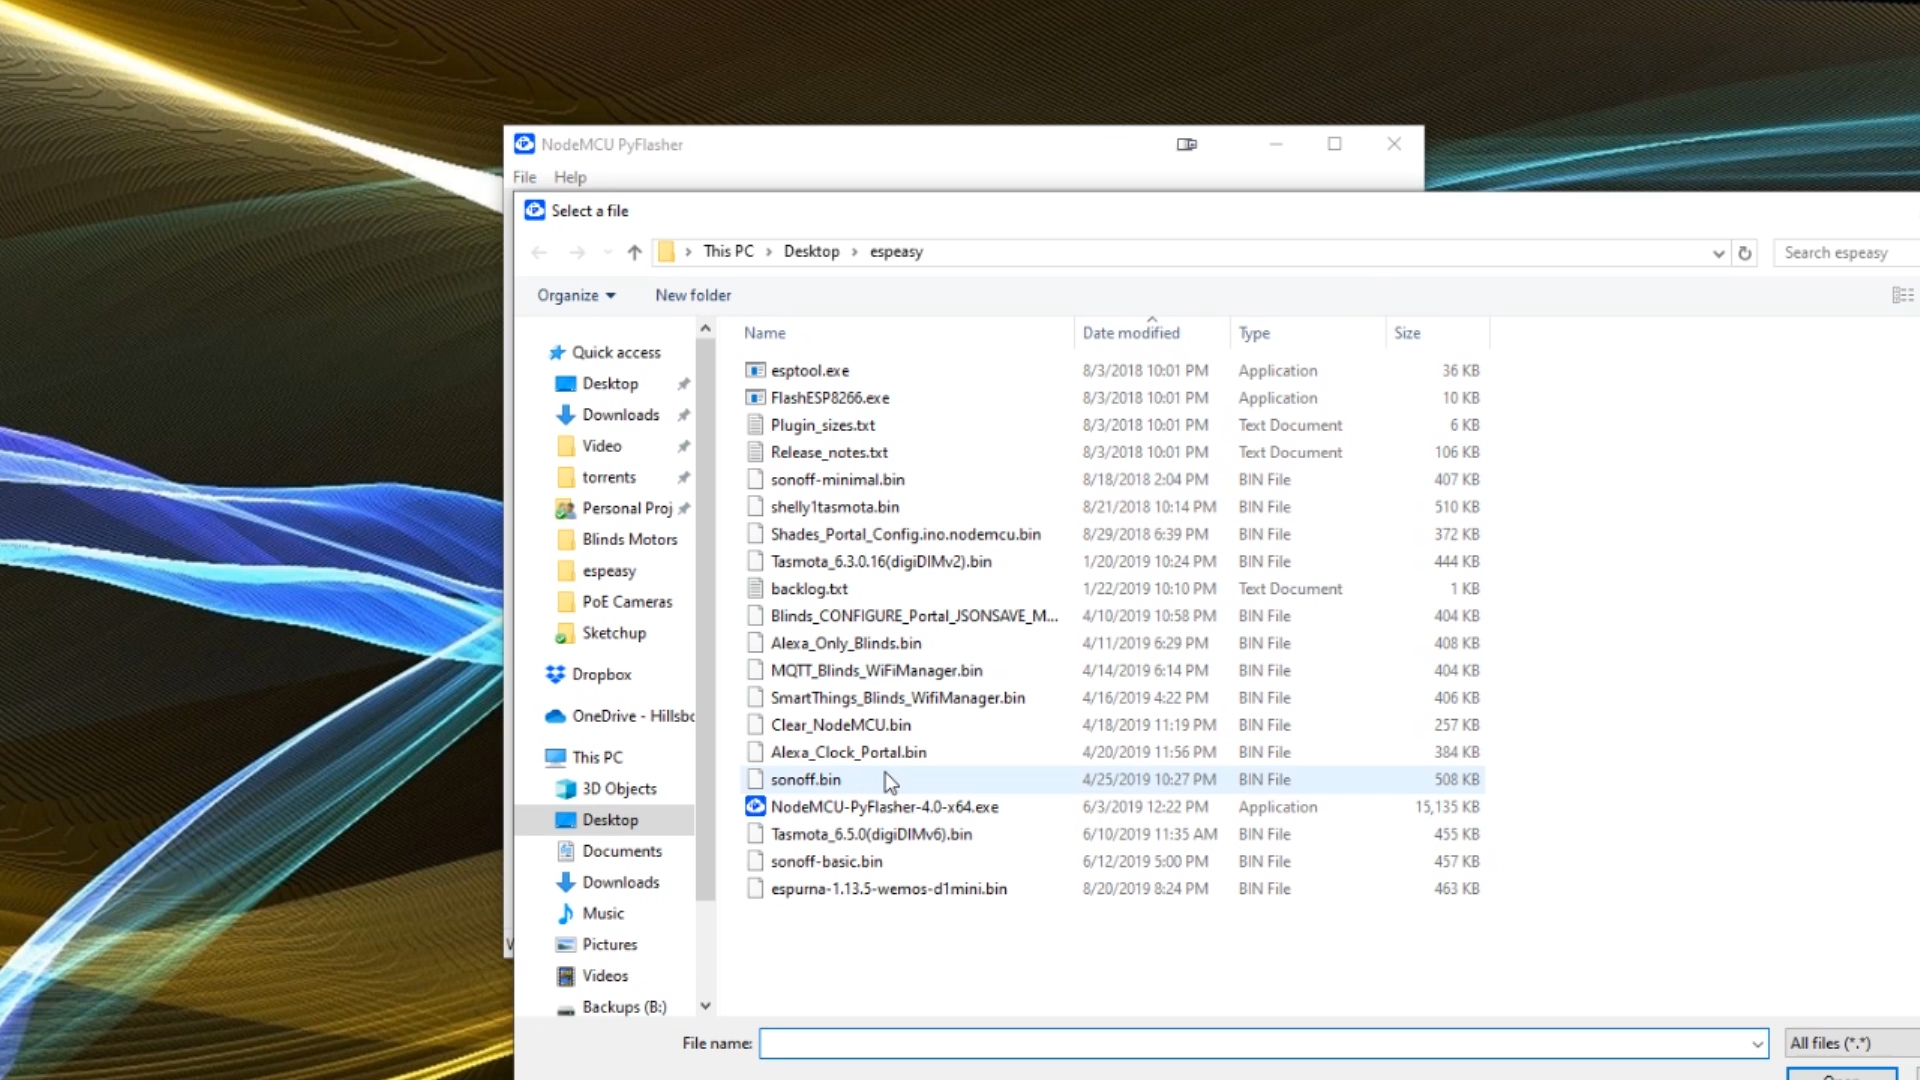 NodeMCU PyFlasher
File Help
Select a file
This PC > Desktop > espeasy
Search espeasy
Organize New folder
Name Date modified Type Size
Quick access
Desktop
Downloads
Video
torrents
Personal Proj
Blinds Motors
espeasy
PoE Cameras
Sketchup
Dropbox
OneDrive - Hillsbo
This PC
3D Objects
Desktop
Documents
Downloads
Music
Pictures
Videos
Backups (B:)
esptool.exe 8/3/2018 10:01 PM Application 36 KB
FlashESP8266.exe 8/3/2018 10:01 PM Application 10 KB
Plugin_sizes.txt 8/3/2018 10:01 PM Text Document 6 KB
Release_notes.txt 8/3/2018 10:01 PM Text Document 106 KB
sonoff-minimal.bin 8/18/2018 2:04 PM BIN File 407 KB
shelly1tasmota.bin 8/21/2018 10:14 PM BIN File 510 KB
Shades_Portal_Config.ino.nodemcu.bin 8/29/2018 6:39 PM BIN File 372 KB
Tasmota_6.3.0.16(digiDIMv2).bin 1/20/2019 10:24 PM BIN File 444 KB
backlog.txt 1/22/2019 10:10 PM Text Document 1 KB
Blinds_CONFIGURE_Portal_JSONSAVE_M... 4/10/2019 10:58 PM BIN File 404 KB
Alexa_Only_Blinds.bin 4/11/2019 6:29 PM BIN File 408 KB
MQTT_Blinds_WiFiManager.bin 4/14/2019 6:14 PM BIN File 404 KB
SmartThings_Blinds_WifiManager.bin 4/16/2019 4:22 PM BIN File 406 KB
Clear_NodeMCU.bin 4/18/2019 11:19 PM BIN File 257 KB
Alexa_Clock_Portal.bin 4/20/2019 11:56 PM BIN File 384 KB
sonoff.bin 4/25/2019 10:27 PM BIN File 508 KB
NodeMCU-PyFlasher-4.0-x64.exe 6/3/2019 12:22 PM Application 15,135 KB
Tasmota_6.5.0(digiDIMv6).bin 6/10/2019 11:35 AM BIN File 455 KB
sonoff-basic.bin 6/12/2019 5:00 PM BIN File 457 KB
espurna-1.13.5-wemos-d1mini.bin 8/20/2019 8:24 PM BIN File 463 KB
File name: All files (*.*)